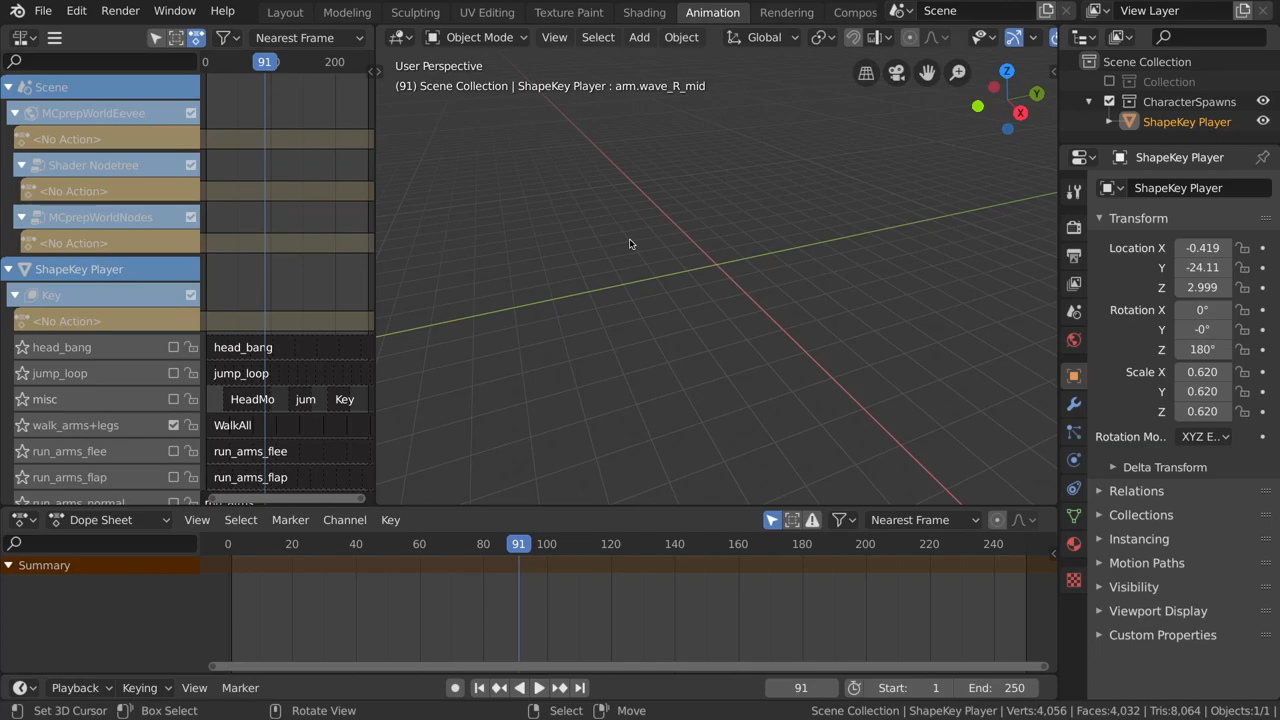 File Edit Render Window Help Layout Modeling Sculpting UV Editing Texture Paint Shading Animation Rendering Compos Scene View Layer
Nearest Frame Object Mode View Select Add Object Global
0 91 200
User Perspective
(91) Scene Collection | ShapeKey Player : arm.wave_R_mid
Z
Y
X
Scene Collection
Collection
CharacterSpawns
ShapeKey Player
Scene
MCprepWorldEevee
<No Action>
Shader Nodetree
<No Action>
MCprepWorldNodes
<No Action>
ShapeKey Player
Key
<No Action>
head_bang head_bang
jump_loop jump_loop
misc HeadMo jum Key
walk_arms+legs WalkAll
run_arms_flee run_arms_flee
run_arms_flap run_arms_flap
run_arms_normal
ShapeKey Player
ShapeKey Player
Transform
Location X -0.419
Y -24.11
Z 2.999
Rotation X 0°
Y -0°
Z 180°
Scale X 0.620
Y 0.620
Z 0.620
Rotation Mo.. XYZ E..
Delta Transform
Relations
Collections
Instancing
Motion Paths
Visibility
Viewport Display
Custom Properties
Dope Sheet View Select Marker Channel Key Nearest Frame
0 20 40 60 80 91 100 120 140 160 180 200 220 240
Summary
Playback Keying View Marker 91 Start: 1 End: 250
Set 3D Cursor Box Select Rotate View Select Move Scene Collection | ShapeKey Player | Verts:4,056 | Faces:4,032 | Tris:8,064 | Objects:1/1